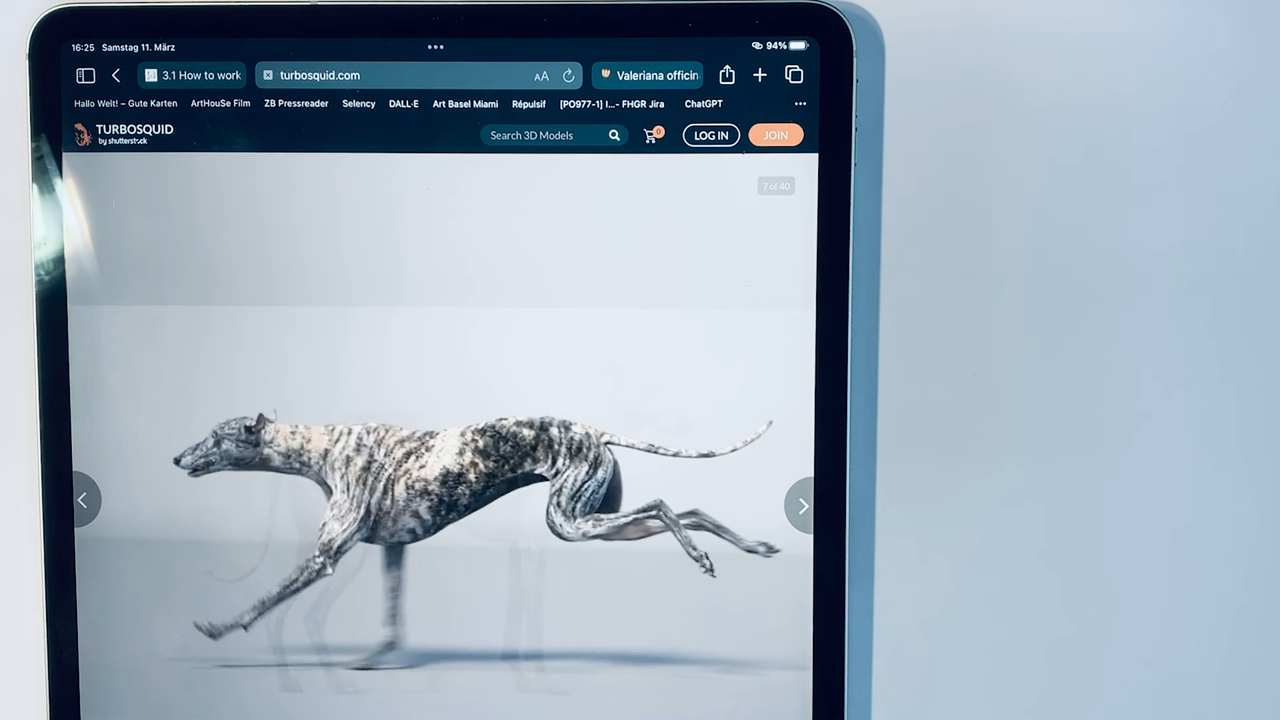 16:25 Samstag 11. März
94%
3.1 How to work
turbosquid.com
AA
Valeriana officin
Hallo Welt! – Gute Karten
ArtHouSe Film
ZB Pressreader
Selency
DALL·E
Art Basel Miami
Répulsif
[PO977-1] I...- FHGR Jira
ChatGPT
TURBOSQUID
by shutterstock
Search 3D Models
0
LOG IN
JOIN
7 of 40